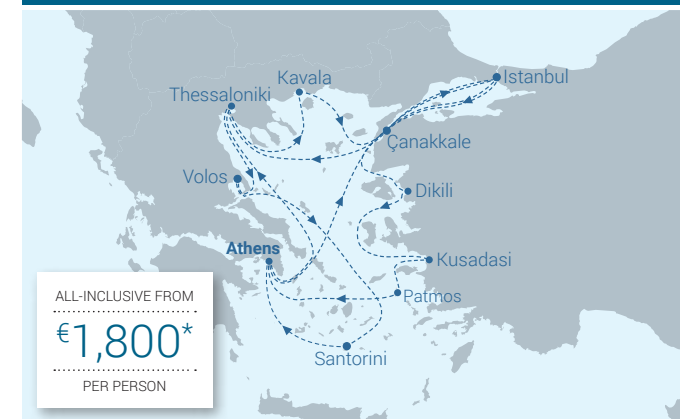 Kavala
Istanbul
Thessaloniki
Çanakkale
Volos
Dikili
Athens
Kusadasi
Patmos
Santorini
ALL-INCLUSIVE FROM
€1,800*
PER PERSON